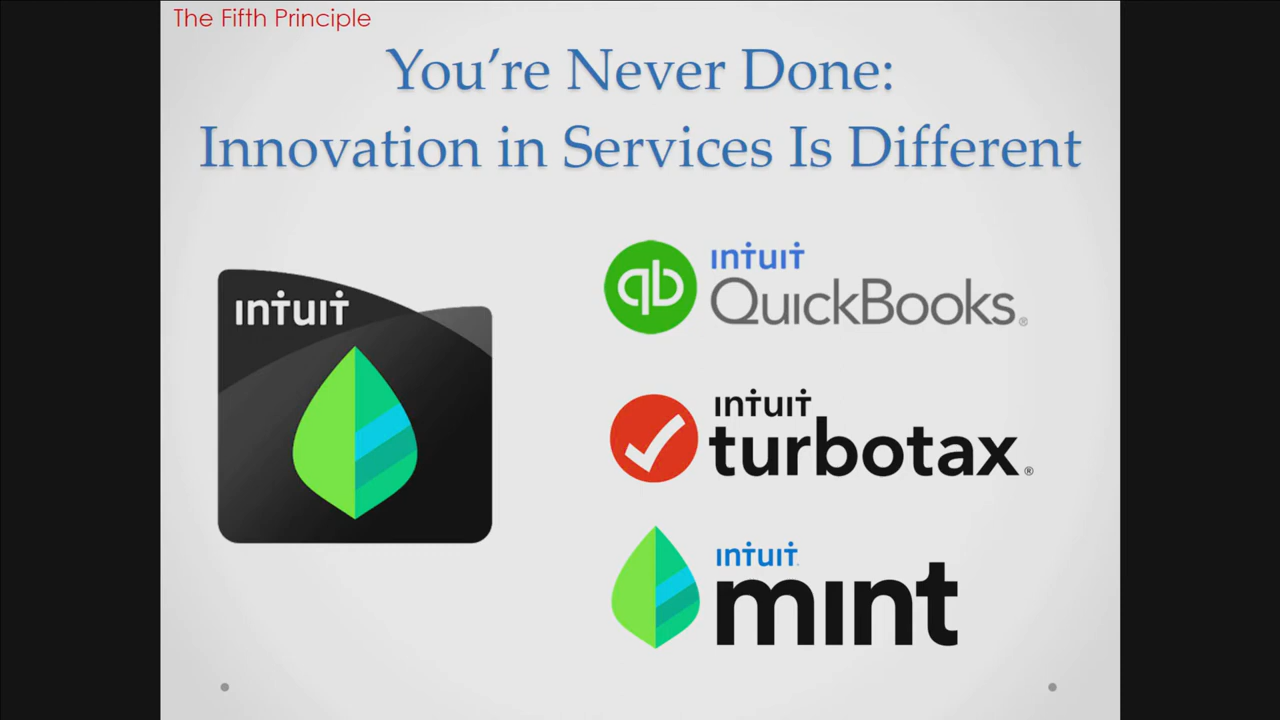 The Fifth Principle
You're Never Done:
Innovation in Services Is Different
intuit
qb
intuit
QuickBooks®
intuit
turbotax®
intuit
mint